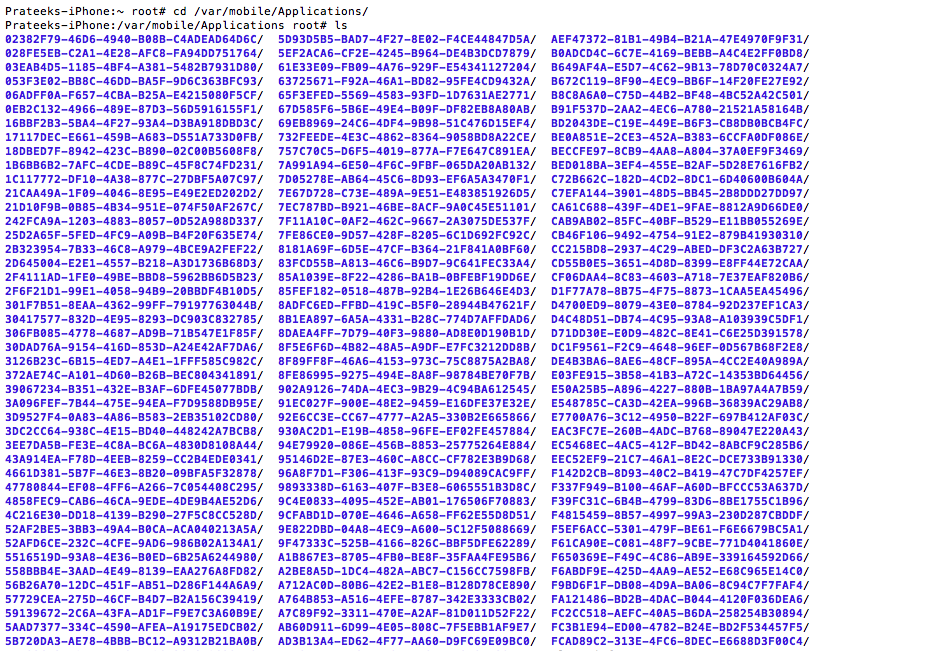 Prateeks-iPhone:~ root# cd /var/mobile/Applications/
Prateeks-iPhone:/var/mobile/Applications root# ls
02382F79-46D6-4940-B08B-C4ADEAD64D6C/ 5D93D5B5-BAD7-4F27-8E02-F4CE44847D5A/ AEF47372-81B1-49B4-B21A-47E4970F9F31/
028FE5EB-C2A1-4E28-AFC8-FA94DD751764/ 5EF2ACA6-CF2E-4245-B964-DE4B3DCD7879/ B0ADCD4C-6C7E-4169-BEBB-A4C4E2FF0BD8/
03EAB4D5-1185-4BF4-A381-5482B7931D80/ 61E33E09-FB09-4A76-929F-E54341127204/ B649AF4A-E5D7-4C62-9B13-78D70C0324A7/
053F3E02-BB8C-46DD-BA5F-9D6C363BFC93/ 63725671-F92A-46A1-BD82-95FE4CD9432A/ B672C119-8F90-4EC9-BB6F-14F20FE27E92/
06ADFF0A-F657-4CBA-B25A-E4215080F5CF/ 65F3EFED-5569-4583-93FD-1D7631AE2771/ B8C8A6A0-C75D-44B2-BF48-4BC52A42C501/
0EB2C132-4966-489E-87D3-56D5916155F1/ 67D585F6-5B6E-49E4-B09F-DF82EB8A80AB/ B91F537D-2AA2-4EC6-A780-21521A58164B/
16BBF2B3-5BA4-4F27-93A4-D3BA918DBD3C/ 69EB8969-24C6-4DF4-9B98-51C476D15EF4/ BD2043DE-C19E-449E-B6F3-CB8DB0BCB4FC/
17117DEC-E661-459B-A683-D551A733D0FB/ 732FEEDE-4E3C-4862-8364-9058BD8A22CE/ BE0A851E-2CE3-452A-B383-6CCFA0DF086E/
18DBED7F-8942-423C-B890-02C00B5608F8/ 757C70C5-D6F5-4019-877A-F7E647C891EA/ BECCFE97-8CB9-4AA8-A804-37A0EF9F3469/
1B6BB6B2-7AFC-4CDE-B89C-45F8C74FD231/ 7A991A94-6E50-4F6C-9FBF-065DA20AB132/ BED018BA-3EF4-455E-B2AF-5D28E7616FB2/
1C117772-DF10-4A38-877C-27DBF5A07C97/ 7D05278E-AB64-45C6-8D93-EF6A5A3470F1/ C72B662C-182D-4CD2-8DC1-6D40600B604A/
21CAA49A-1F09-4046-8E95-E49E2ED202D2/ 7E67D728-C73E-489A-9E51-E483851926D5/ C7EFA144-3901-48D5-BB45-2B8DDD27DD97/
21D10F9B-0B85-4B34-951E-074F50AF267C/ 7EC787BD-B921-46BE-8ACF-9A0C45E51101/ CA61C688-439F-4DE1-9FAE-8812A9D66DE0/
242FCA9A-1203-4883-8057-0D52A988D337/ 7F11A10C-0AF2-462C-9667-2A3075DE537F/ CAB9AB02-85FC-40BF-B529-E11BB055269E/
25D2A65F-5FED-4FC9-A09B-B4F20F635E74/ 7FE86CE0-9D57-428F-8205-6C1D692FC92C/ CB46F106-9492-4754-91E2-879B41930310/
2B323954-7B33-46C8-A979-4BCE9A2FEF22/ 8181A69F-6D5E-47CF-B364-21F841A0BF60/ CC215BD8-2937-4C29-ABED-DF3C2A63B727/
2D645004-E2E1-4557-B218-A3D1736B68D3/ 83FCD55B-A813-46C6-B9D7-9C641FEC33A4/ CD55B0E5-3651-4D8D-8399-E8FF44E72CAA/
2F4111AD-1FE0-49BE-BBD8-5962BB6D5B23/ 85A1039E-8F22-4286-BA1B-0BFEBF19DD6E/ CF06DAA4-8C83-4603-A718-7E37EAF820B6/
2F6F21D1-99E1-4058-94B9-20BBDF4B10D5/ 85FEF182-0518-487B-92B4-1E26B646E4D3/ D1F77A78-8B75-4F75-8873-1CAA5EA45496/
301F7B51-8EAA-4362-99FF-79197763044B/ 8ADFC6ED-FFBD-419C-B5F0-28944B47621F/ D4700ED9-8079-43E0-8784-92D237EF1CA3/
30417577-832D-4E95-8293-DC903C832785/ 8B1EA897-6A5A-4331-B28C-774D7AFFDAD6/ D4C48D51-DB74-4C95-93A8-A103939C5DF1/
306FB085-4778-4687-AD9B-71B547E1F85F/ 8DAEA4FF-7D79-40F3-9880-AD8E0D190B1D/ D71DD30E-E0D9-482C-8E41-C6E25D391578/
30DAD76A-9154-416D-853D-A24E42AF7DA6/ 8F5E6F6D-4B82-48A5-A9DF-E7FC3212DD8B/ DC1F9561-F2C9-4648-96EF-0D567B68F2E8/
3126B23C-6B15-4ED7-A4E1-1FFF585C982C/ 8F89FF8F-46A6-4153-973C-75C8875A2BA8/ DE4B3BA6-8AE6-48CF-895A-4CC2E40A989A/
372AE74C-A101-4D60-B26B-BEC804341891/ 8FE86995-9275-494E-8A8F-98784BE70F7B/ E03FE915-3B58-41B3-A72C-14353BD64456/
39067234-B351-432E-B3AF-6DFE45077BDB/ 902A9126-74DA-4EC3-9B29-4C94BA612545/ E50A25B5-A896-4227-880B-1BA97A4A7B59/
3A096FEF-7B44-475E-94EA-F7D9588DB95E/ 91EC027F-900E-48E2-9459-E16DFE37E32E/ E548785C-CA3D-42EA-996B-36839AC29AB8/
3D9527F4-0A83-4A86-B583-2EB35102CD80/ 92E6CC3E-CC67-4777-A2A5-330B2E665866/ E7700A76-3C12-4950-B22F-697B412AF03C/
3DC2CC64-938C-4E15-BD40-448242A7BCB8/ 930AC2D1-E19B-4858-96FE-EF02FE457884/ EAC3FC7E-260B-4ADC-B768-89047E220A43/
3EE7DA5B-FE3E-4C8A-BC6A-4830D8108A44/ 94E79920-086E-456B-8853-25775264E884/ EC5468EC-4AC5-412F-BD42-8ABCF9C285B6/
43A914EA-F78D-4EEB-8259-CC2B4EDE0341/ 95146D2E-87E3-460C-A8CC-CF782E3B9D68/ EEC52EF9-21C7-46A1-8E2C-DCE733B91330/
4661D381-5B7F-46E3-8B20-09BFA5F32878/ 96A8F7D1-F306-413F-93C9-D94089CAC9FF/ F142D2CB-8D93-40C2-B419-47C7DF4257EF/
47780844-EF08-4FF6-A266-7C054408C295/ 9893338D-6163-407F-B3E8-6065551B3D8C/ F337F949-B100-46AF-A60D-BFCCC53A637D/
4858FEC9-CAB6-46CA-9EDE-4DE9B4AE52D6/ 9C4E0833-4095-452E-AB01-176506F70883/ F39FC31C-6B4B-4799-83D6-8BE1755C1B96/
4C216E30-DD18-4139-B290-27F5C8CC528D/ 9CFABD1D-070E-4646-A658-FF62E55D8D51/ F4815459-8B57-4997-99A3-230D287CBDDF/
52AF2BE5-3BB3-49A4-B0CA-ACA040213A5A/ 9E822DBD-04A8-4EC9-A600-5C12F5088669/ F5EF6ACC-5301-479F-BE61-F6E6679BC5A1/
52AFD6CE-232C-4CFE-9AD6-986B02A134A1/ 9F47333C-525B-4166-826C-BBF5DFE62289/ F61CA90E-C081-48F7-9CBE-771D4041860E/
5516519D-93A8-4E36-B0ED-6B25A6244980/ A1B867E3-8705-4FB0-BE8F-35FAA4FE95B6/ F650369E-F49C-4C86-AB9E-339164592D66/
558BBB4E-3AAD-4E49-8139-EAA276A8FD82/ A2BE8A5D-1DC4-482A-ABC7-C156CC7598FB/ F6ABDF9E-425D-4AA9-AE52-E68C965E14C0/
56B26A70-12DC-451F-AB51-D286F144A6A9/ A712AC0D-80B6-42E2-B1E8-B128D78CE890/ F9BD6F1F-DB08-4D9A-BA06-8C94C7F7FAF4/
57729CEA-275D-46CF-B4D7-B2A156C39419/ A764B853-A516-4EFE-8787-342E3333CB02/ FA121486-BD2B-4DAC-B044-4120F036DEA6/
59139672-2C6A-43FA-AD1F-F9E7C3A60B9E/ A7C89F92-3311-470E-A2AF-81D011D52F22/ FC2CC518-AEFC-40A5-B6DA-258254B30894/
5AAD7377-334C-4590-AFEA-A19175EDCB02/ AB60D911-6D99-4E05-808C-7F5EBB1AF9E7/ FC3B1E94-ED00-4782-B24E-BD2F534457F5/
5B720DA3-AE78-4BBB-BC12-A9312B21BA0B/ AD3B13A4-ED62-4F77-AA60-D9FC69E09BC0/ FCAD89C2-313E-4FC6-8DEC-E6688D3F00C4/